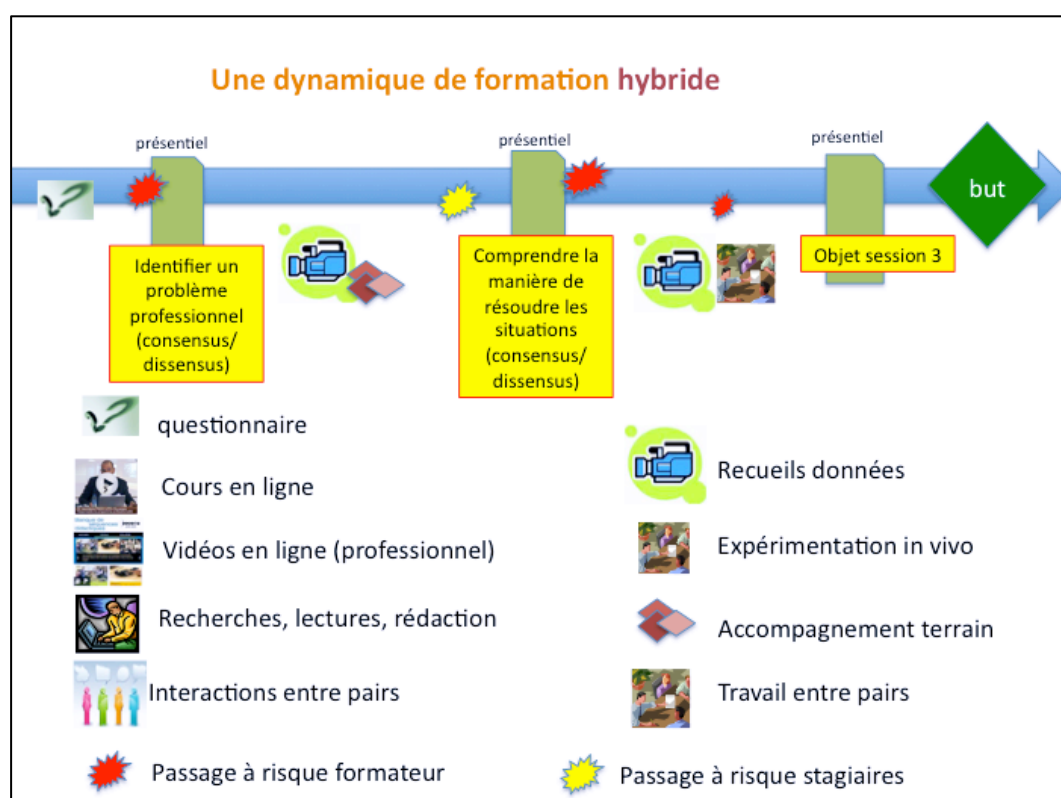 Une dynamique de formation hybride
présentiel
présentiel
présentiel
but
Identifier un
problème
professionnel
(consensus/
dissensus)
Comprendre la
manière de
résoudre les
situations
(consensus/
dissensus)
Objet session 3
questionnaire
Cours en ligne
Vidéos en ligne (professionnel)
Recherches, lectures, rédaction
Interactions entre pairs
Passage à risque formateur
Recueils données
Expérimentation in vivo
Accompagnement terrain
Travail entre pairs
Passage à risque stagiaires